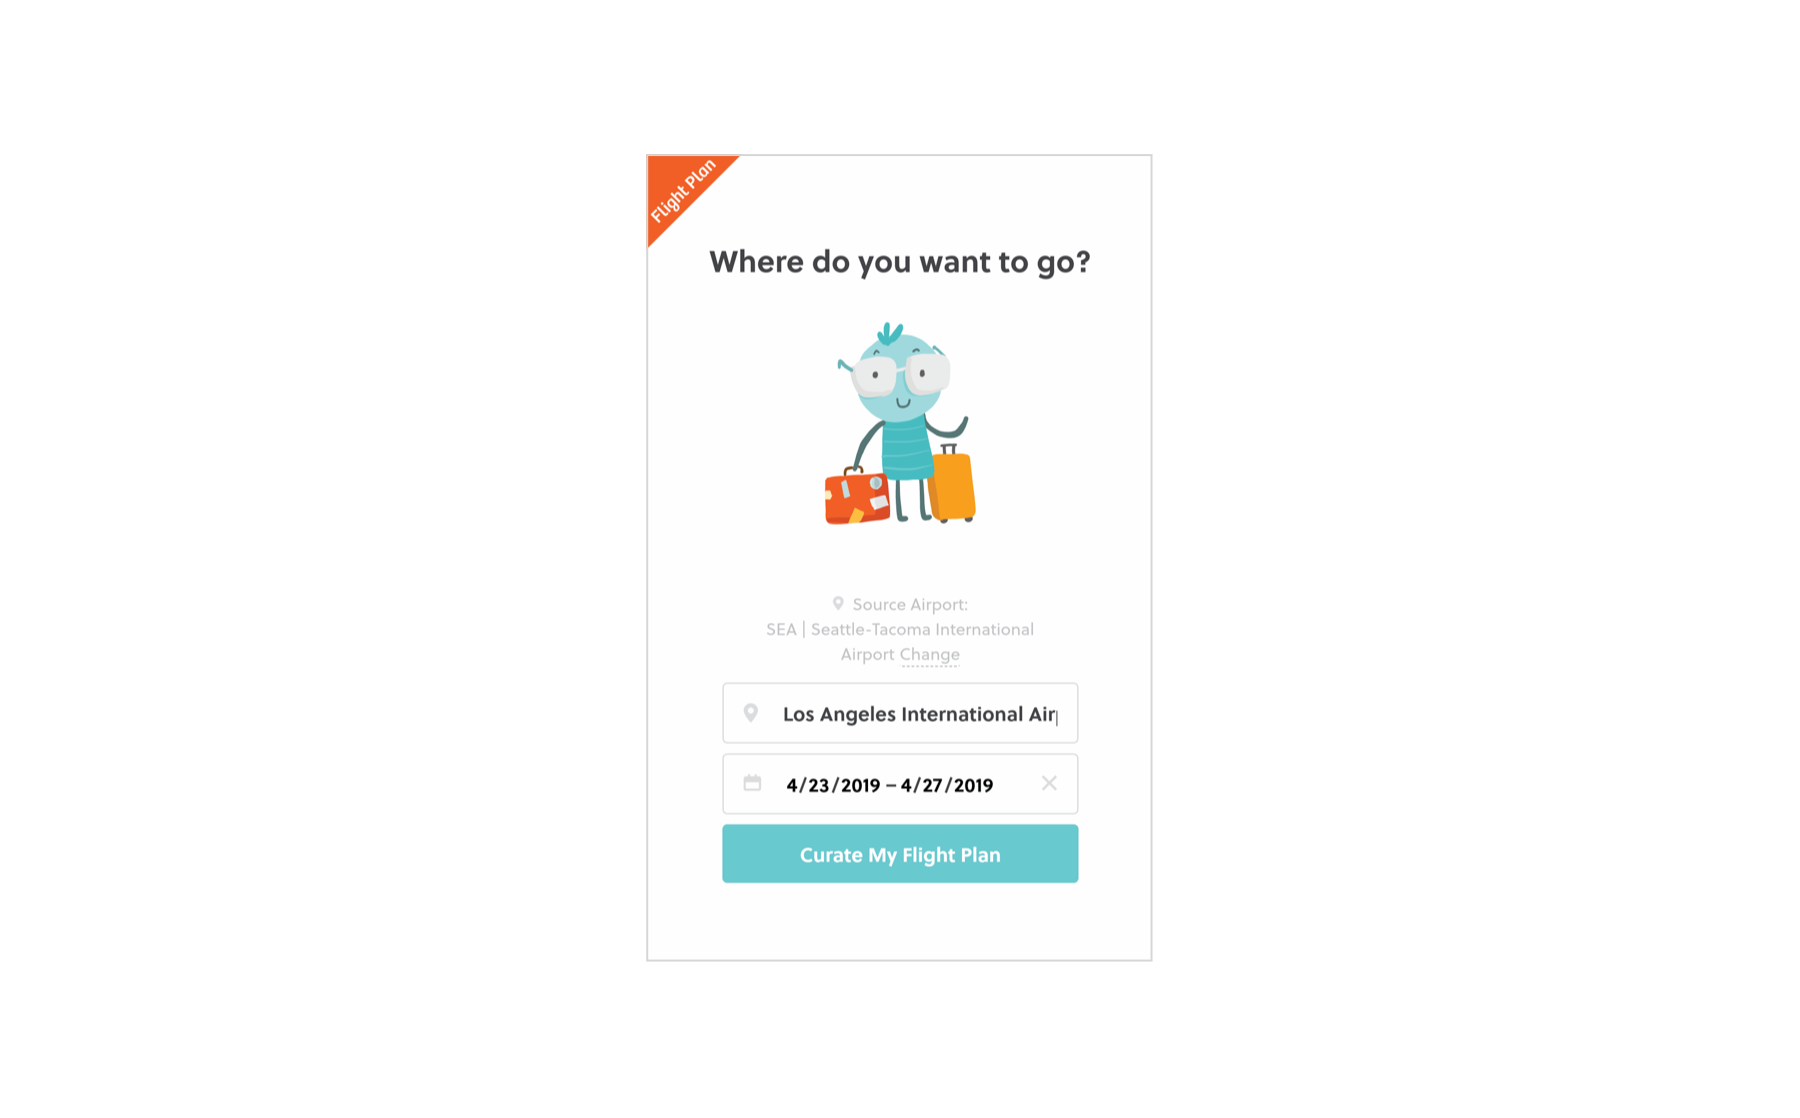 Flight Plan
Where do you want to go?
Source Airport:
SEA | Seattle-Tacoma International
Airport Change
Los Angeles International Air
4/23/2019 – 4/27/2019
Curate My Flight Plan